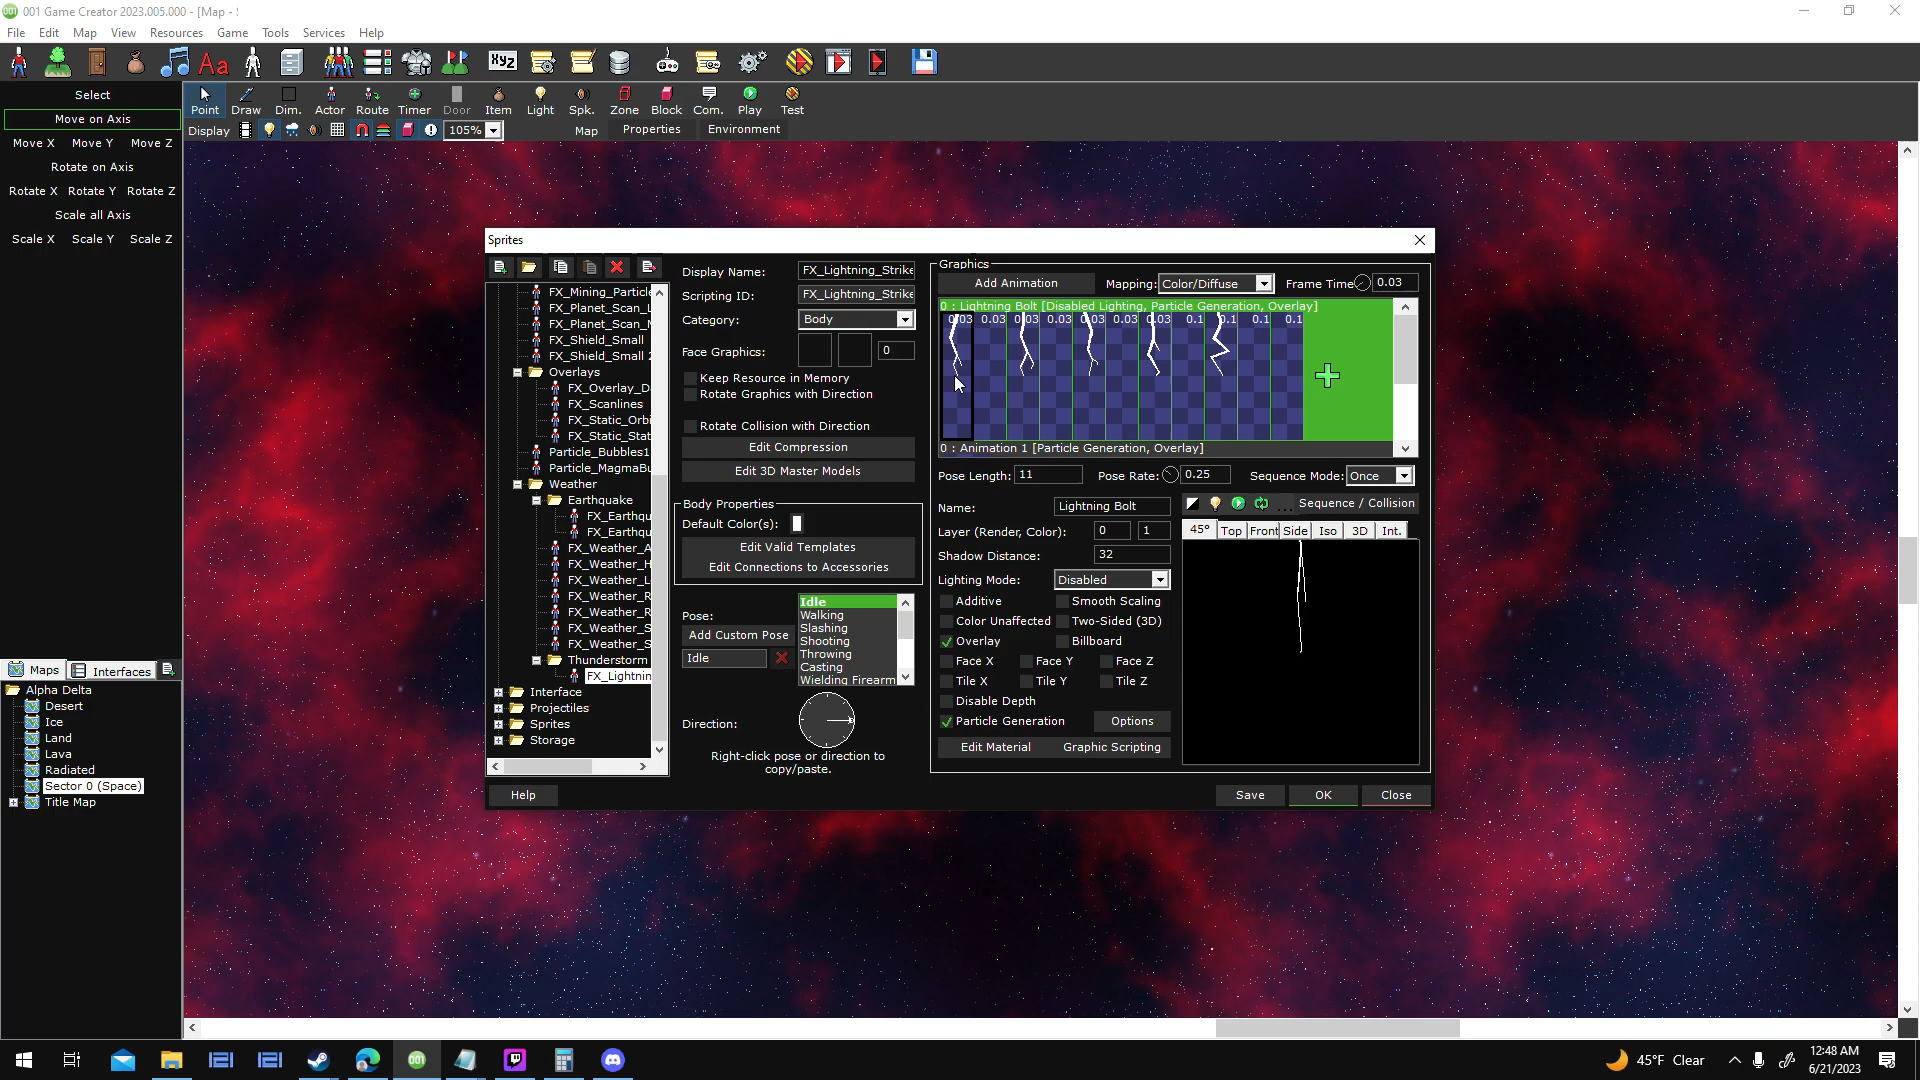 001 Game Creator 2023.005.000 - [Map -
File Edit Map View Resources Game Tools Services Help
Aa XYZ
Select
Move on Axis
Move X Move Y Move Z
Rotate on Axis
Rotate X Rotate Y Rotate Z
Scale all Axis
Scale X Scale Y Scale Z
Point Draw Dim. Actor Route Timer Door Item Light Spk. Zone Block Com. Play Test
Display 105% Map Properties Environment
Sprites
FX_Mining_Particle
FX_Planet_Scan_L
FX_Planet_Scan_M
FX_Shield_Small
FX_Shield_Small
Overlays
FX_Overlay_D
FX_Scanlines
FX_Static_Orbi
FX_Static_Stat
Particle_Bubbles1
Particle_MagmaBu
Weather
Earthquake
FX_Earthqu
FX_Earthqu
FX_Weather_A
FX_Weather_H
FX_Weather_L
FX_Weather_R
FX_Weather_R
FX_Weather_S
FX_Weather_S
Thunderstorm
FX_Lightnin
Interface
Projectiles
Sprites
Storage
Help
Display Name: FX_Lightning_Strike
Scripting ID: FX_Lightning_Strike
Category: Body
Face Graphics: 0
Keep Resource in Memory
Rotate Graphics with Direction
Rotate Collision with Direction
Edit Compression
Edit 3D Master Models
Body Properties
Default Color(s):
Edit Valid Templates
Edit Connections to Accessories
Pose:
Add Custom Pose
Idle
Idle
Walking
Slashing
Shooting
Throwing
Casting
Wielding Firearm
Direction:
Right-click pose or direction to
copy/paste.
Graphics
Add Animation Mapping: Color/Diffuse Frame Time 0.03
0 : Lightning Bolt [Disabled Lighting, Particle Generation, Overlay]
0.03 0.03 0.03 0.03 0.03 0.03 0.03 0.1 0.1 0.1 0.1
0 : Animation 1 [Particle Generation, Overlay]
Pose Length: 11 Pose Rate: 0.25 Sequence Mode: Once
Name: Lightning Bolt
Layer (Render, Color): 0 1
Shadow Distance: 32
Lighting Mode: Disabled
Additive Smooth Scaling
Color Unaffected Two-Sided (3D)
Overlay Billboard
Face X Face Y Face Z
Tile X Tile Y Tile Z
Disable Depth
Particle Generation Options
Edit Material Graphic Scripting
... Sequence / Collision
45° Top Front Side Iso 3D Int.
Save OK Close
Maps Interfaces
Alpha Delta
Desert
Ice
Land
Lava
Radiated
Sector 0 (Space)
Title Map
001
45°F Clear
12:48 AM
6/21/2023